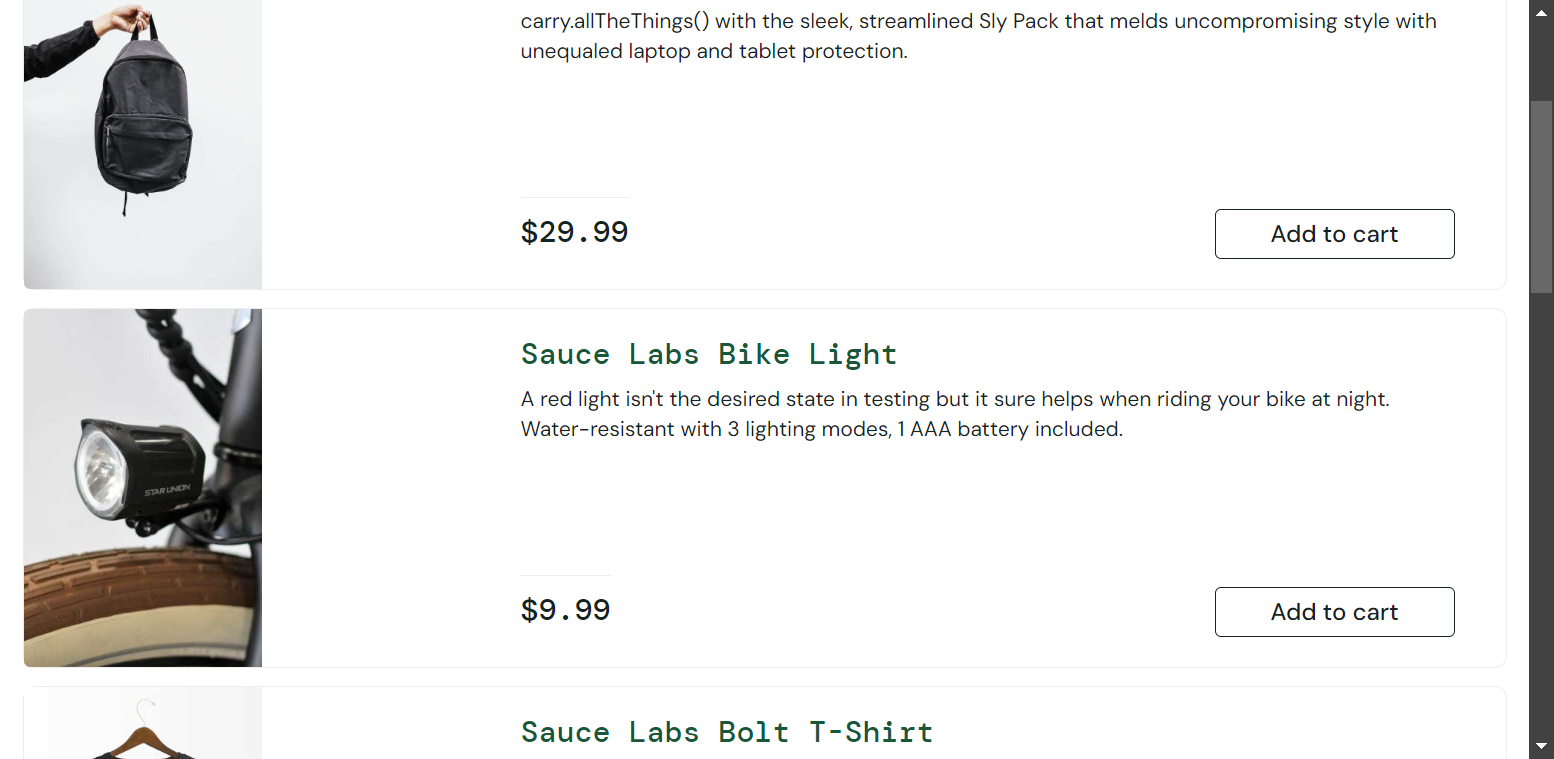 carry.allTheThings() with the sleek, streamlined Sly Pack that melds uncompromising style with
unequaled laptop and tablet protection.
$29.99
Add to cart
Sauce Labs Bike Light
A red light isn't the desired state in testing but it sure helps when riding your bike at night.
Water-resistant with 3 lighting modes, 1 AAA battery included.
STAR UNION
$9.99
Add to cart
Sauce Labs Bolt T-Shirt